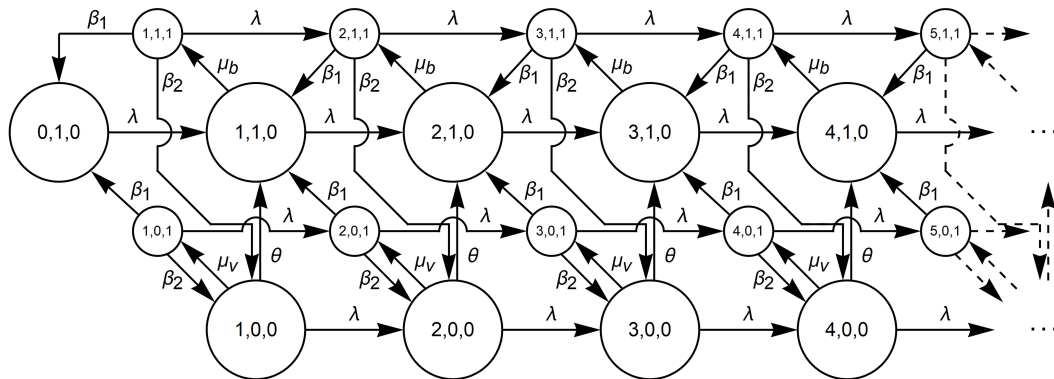 β1 1,1,1 λ 2,1,1 λ 3,1,1 λ 4,1,1 λ 5,1,1
β2 μb β1 β2 μb β1 β2 μb β1 β2 μb β1
0,1,0 λ 1,1,0 λ 2,1,0 λ 3,1,0 λ 4,1,0 λ ...
β1 β1 β1 β1 β1
1,0,1 λ 2,0,1 λ 3,0,1 λ 4,0,1 λ 5,0,1
β2 μv θ β2 μv θ β2 μv θ β2 μv θ
1,0,0 λ 2,0,0 λ 3,0,0 λ 4,0,0 λ ...